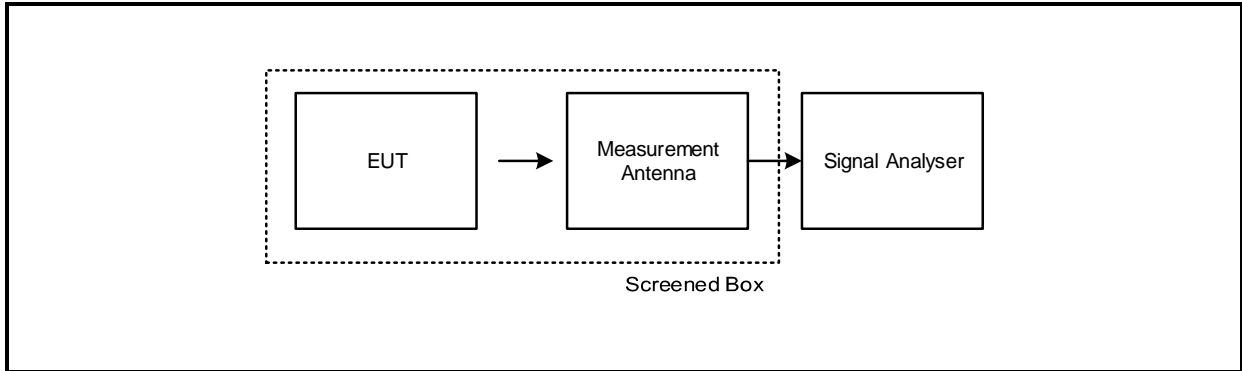 EUT
Measurement
Antenna
Signal Analyser
Screened Box